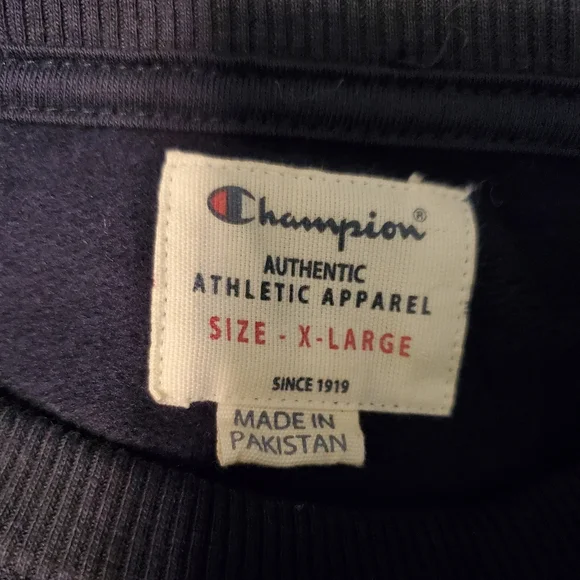 Champion®
AUTHENTIC
ATHLETIC APPAREL
SIZE - X-LARGE
SINCE 1919
MADE IN
PAKISTAN